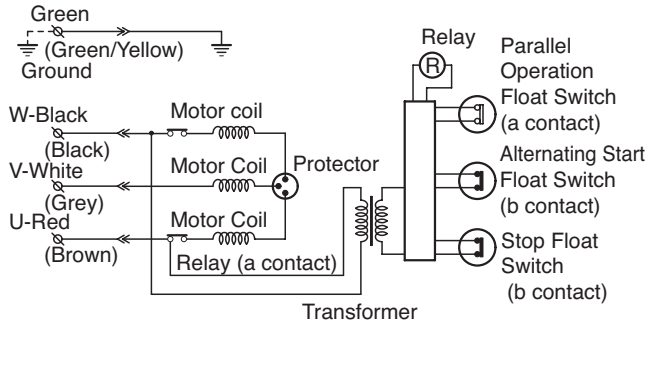 Green
(Green/Yellow)
Ground
W-Black
(Black)
V-White
(Grey)
U-Red
(Brown)
Motor coil
Motor Coil
Motor Coil
Protector
Relay (a contact)
Transformer
Relay
R
Parallel
Operation
Float Switch
(a contact)
Alternating Start
Float Switch
(b contact)
Stop Float
Switch
(b contact)